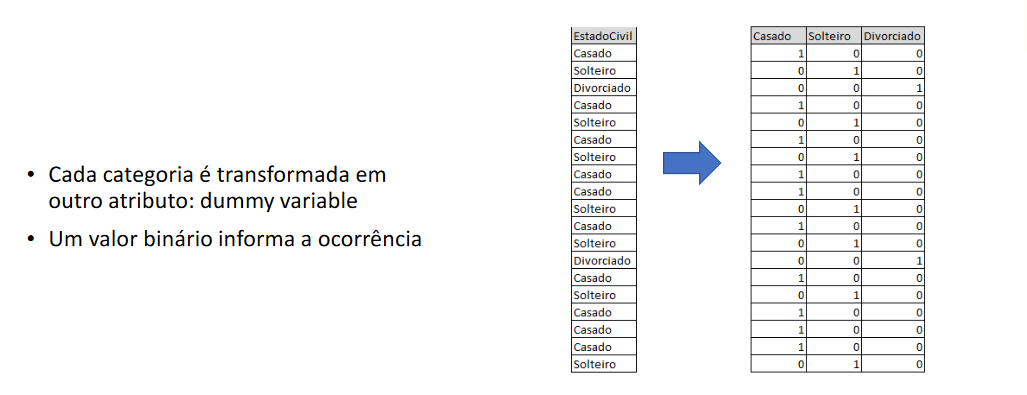 • Cada categoria é transformada em
outro atributo: dummy variable
• Um valor binário informa a ocorrência
EstadoCivil
Casado
Solteiro
Divorciado
Casado
Solteiro
Casado
Solteiro
Casado
Casado
Solteiro
Casado
Solteiro
Divorciado
Casado
Solteiro
Casado
Casado
Casado
Solteiro
Casado Solteiro Divorciado
1 0 0
0 1 0
0 0 1
1 0 0
0 1 0
1 0 0
0 1 0
1 0 0
1 0 0
0 1 0
1 0 0
0 1 0
0 0 1
1 0 0
0 1 0
1 0 0
1 0 0
1 0 0
0 1 0